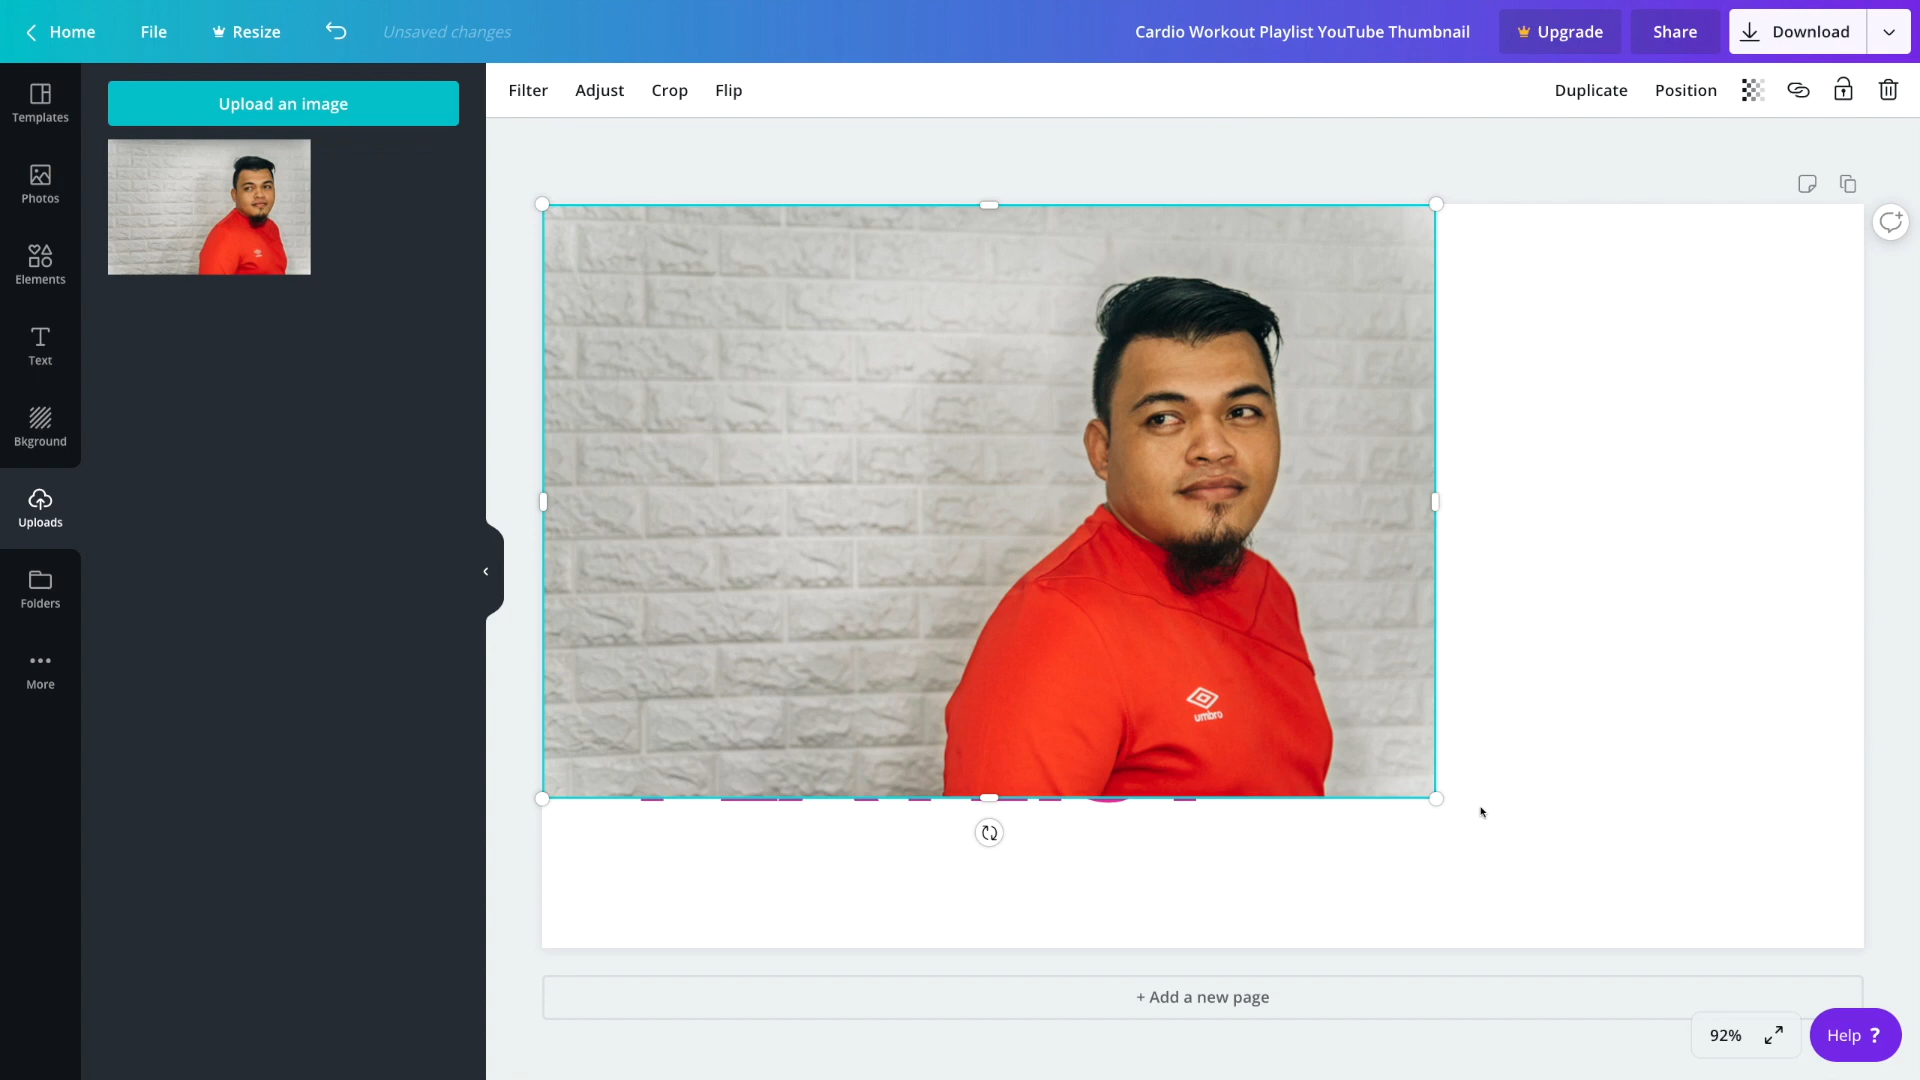 Home
File
Resize
Unsaved changes
Cardio Workout Playlist YouTube Thumbnail
Upgrade
Share
Download
Templates
Photos
Elements
Text
Bkground
Uploads
Folders
More
Upload an image
Filter
Adjust
Crop
Flip
Duplicate
Position
umbro
+ Add a new page
92%
Help ?